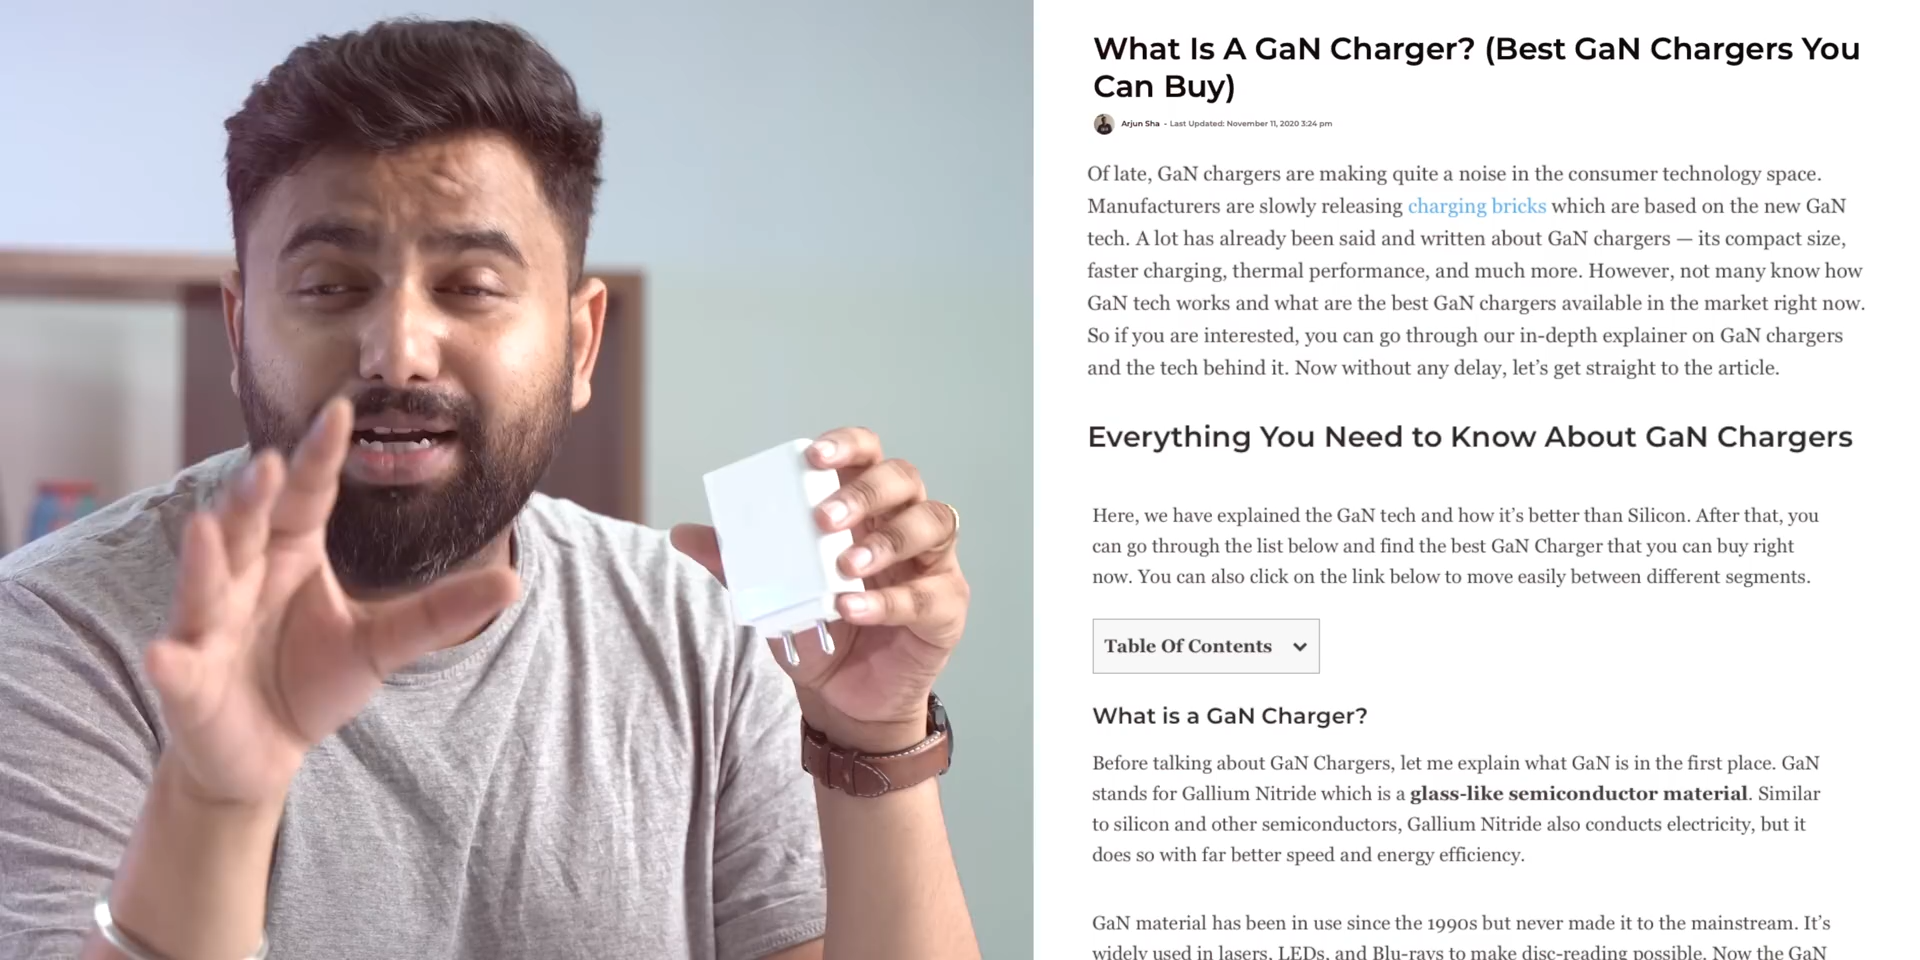 What Is A GaN Charger? (Best GaN Chargers You
Can Buy)
Arjun Sha - Last Updated: November 11, 2020 3:24 pm
Of late, GaN chargers are making quite a noise in the consumer technology space.
Manufacturers are slowly releasing charging bricks which are based on the new GaN
tech. A lot has already been said and written about GaN chargers — its compact size,
faster charging, thermal performance, and much more. However, not many know how
GaN tech works and what are the best GaN chargers available in the market right now.
So if you are interested, you can go through our in-depth explainer on GaN chargers
and the tech behind it. Now without any delay, let’s get straight to the article.
Everything You Need to Know About GaN Chargers
Here, we have explained the GaN tech and how it’s better than Silicon. After that, you
can go through the list below and find the best GaN Charger that you can buy right
now. You can also click on the link below to move easily between different segments.
Table Of Contents
What is a GaN Charger?
Before talking about GaN Chargers, let me explain what GaN is in the first place. GaN
stands for Gallium Nitride which is a glass-like semiconductor material. Similar
to silicon and other semiconductors, Gallium Nitride also conducts electricity, but it
does so with far better speed and energy efficiency.
GaN material has been in use since the 1990s but never made it to the mainstream. It’s
widely used in lasers, LEDs, and Blu-rays to make disc-reading possible. Now the GaN